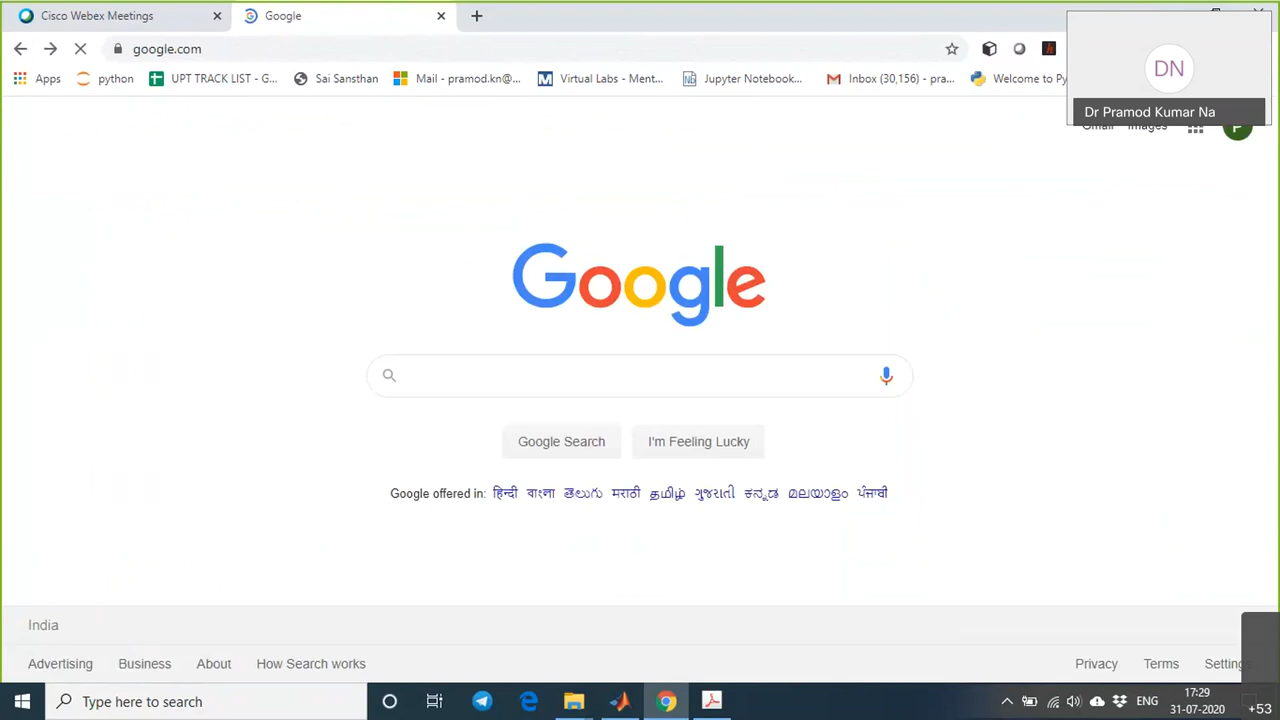 Cisco Webex Meetings
Google
google.com
Apps
python
UPT TRACK LIST - G...
Sai Sansthan
Mail - pramod.kn@...
Virtual Labs - Ment...
Jupyter Notebook...
Inbox (30,156) - pra...
Welcome to Py
DN
Dr Pramod Kumar Na
Gmail Images
P
Google
Google Search
I'm Feeling Lucky
Google offered in: हिन्दी বাংলা తెలుగు मराठी தமிழ் ગુજરાતી ಕನ್ನಡ മലയാളം ਪੰਜਾਬੀ
India
Advertising Business About How Search works
Privacy Terms Settings
Type here to search
ENG
17:29
31-07-2020
+53